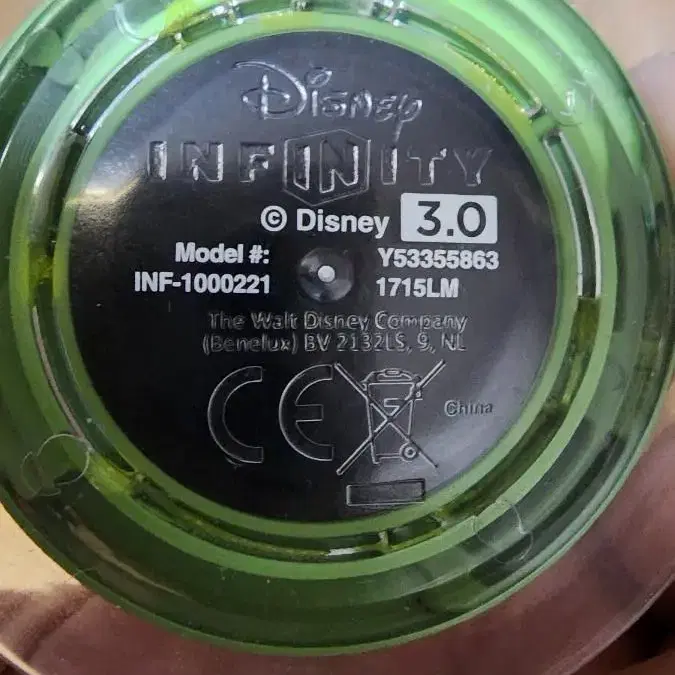 Disney
INFINITY
© Disney 3.0
Model #: Y53355863
INF-1000221 1715LM
The Walt Disney Company
(Benelux) BV 2132LS, 9, NL
CE
China